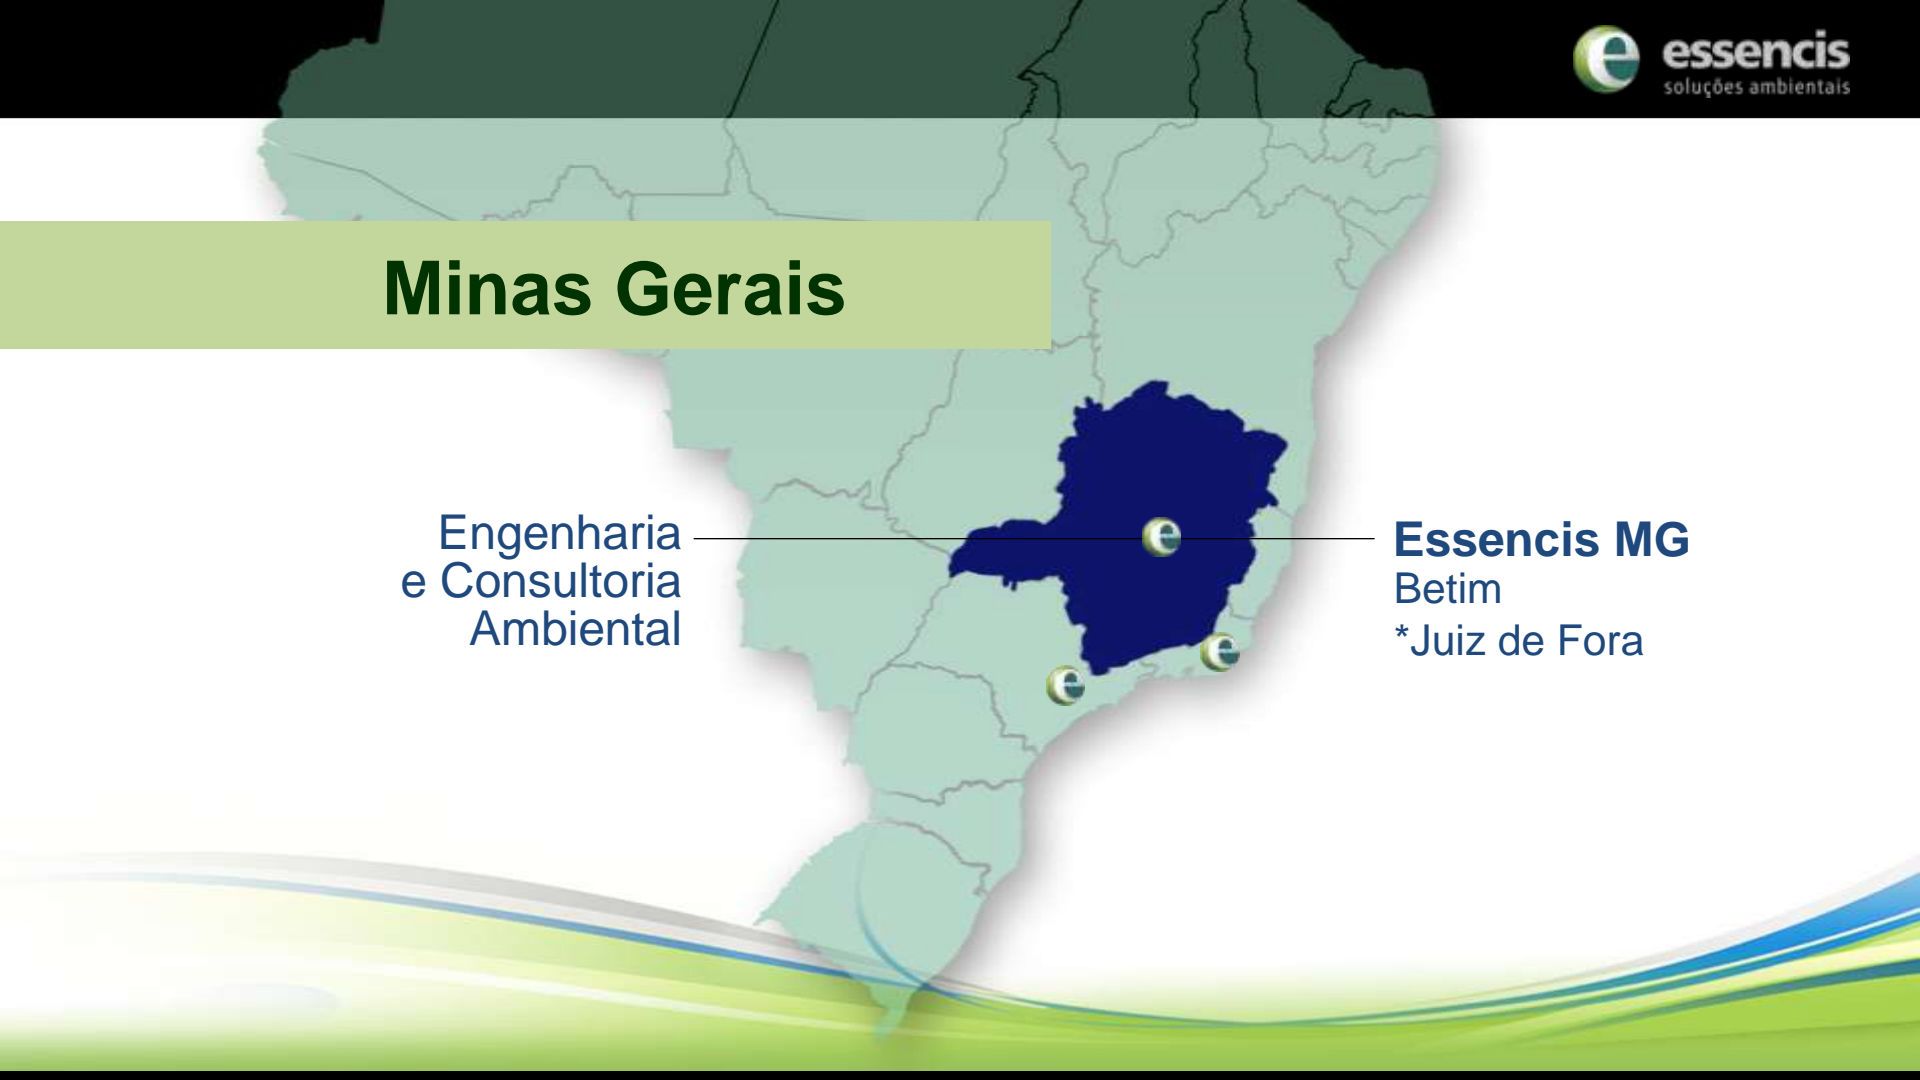 essencis
soluções ambientais
Minas Gerais
Engenharia
e Consultoria
Ambiental
Essencis MG
Betim
*Juiz de Fora